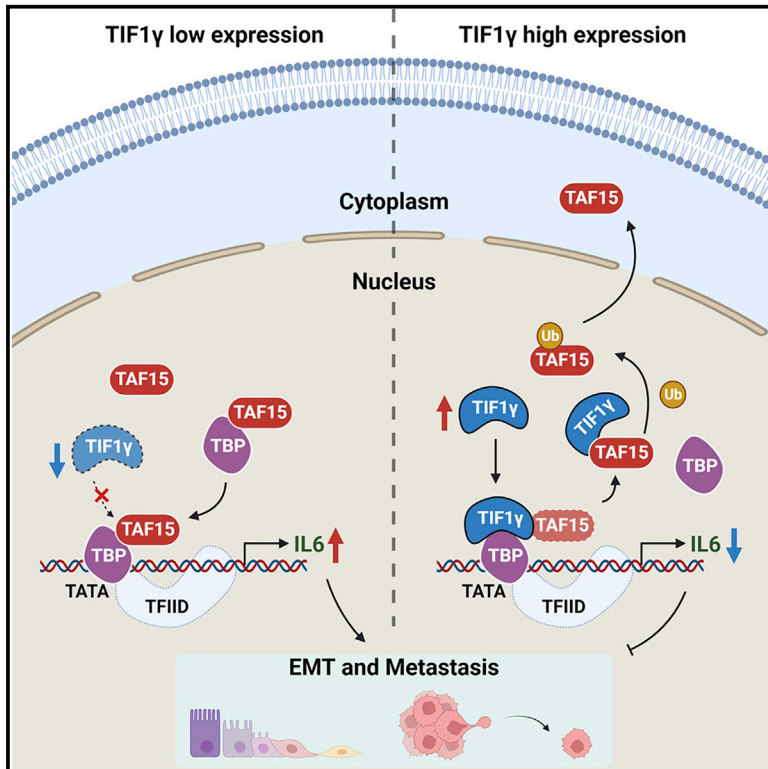 TIF1γ low expression
TIF1γ high expression
Cytoplasm
Nucleus
TAF15
TIF1γ
TAF15
TBP
TAF15
TBP
TATA
TFIID
IL6
TAF15
Ub
TAF15
Ub
TIF1γ
TIF1γ
TAF15
TBP
TIF1γ
TAF15
TBP
TATA
TFIID
IL6
EMT and Metastasis